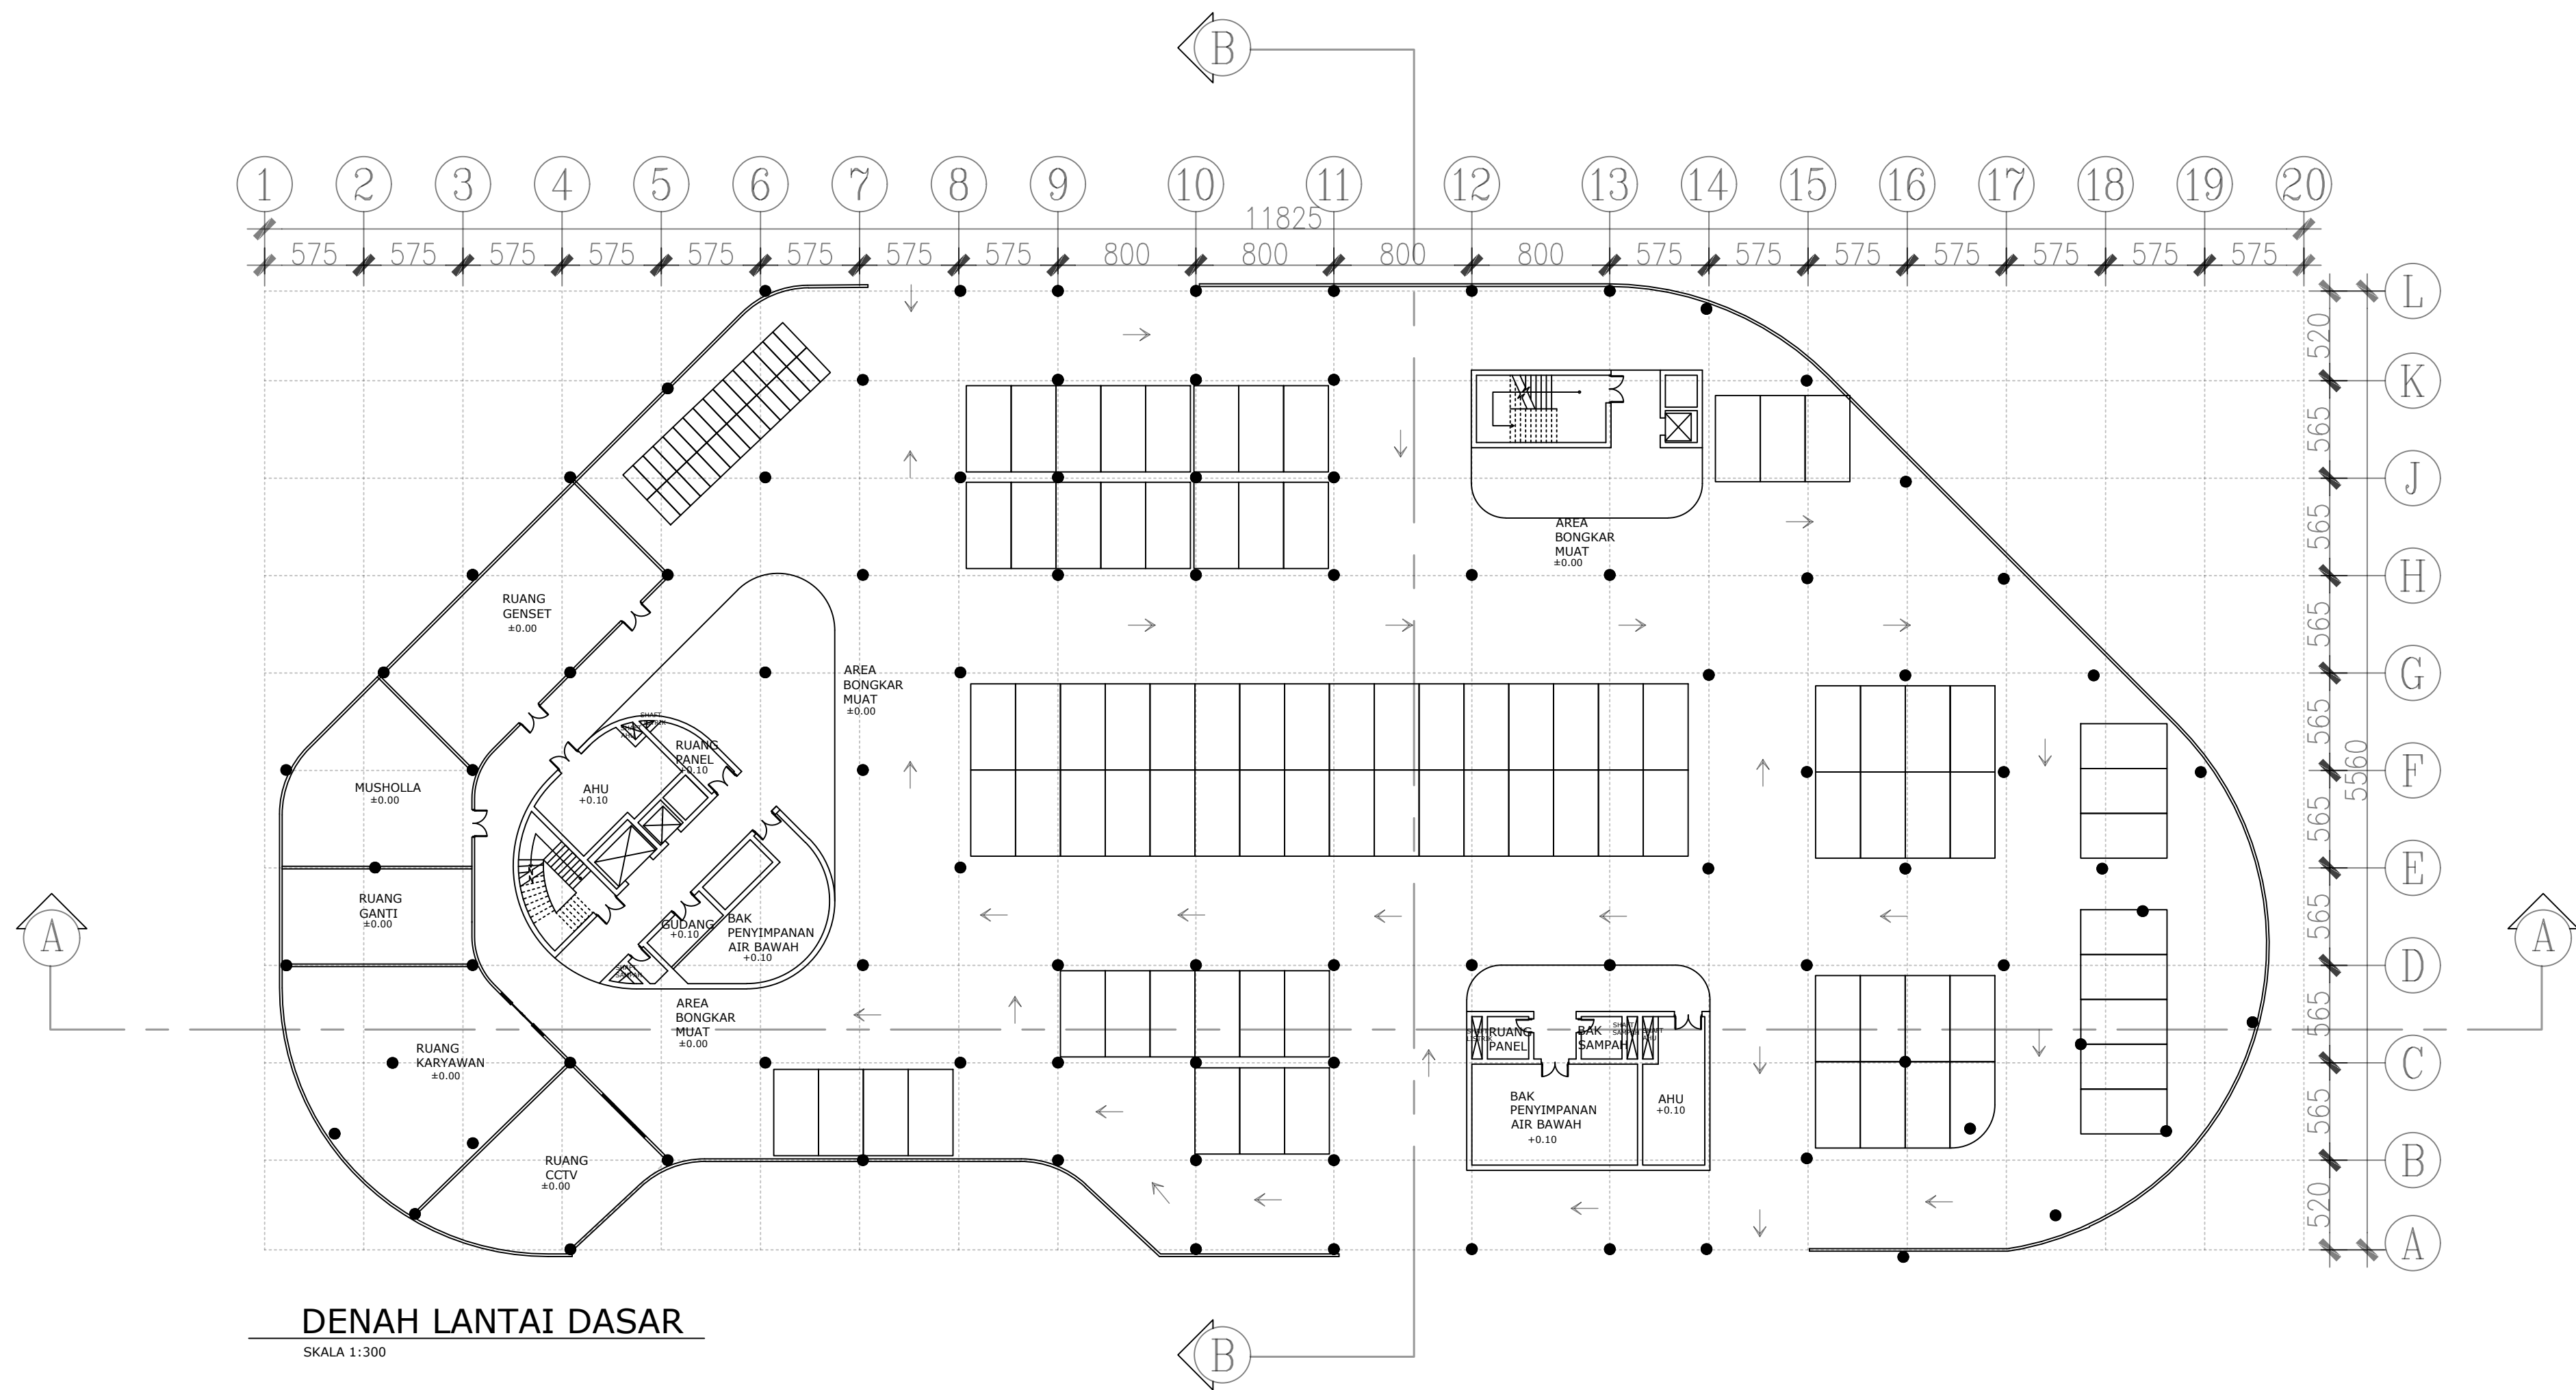 B
1 2 3 4 5 6 7 8 9 10 11 12 13 14 15 16 17 18 19 20
11825
575 575 575 575 575 575 575 575 800 800 800 800 575 575 575 575 575 575 575
L
520
K
565
J
565
H
565
G
565
F
5560
565
E
565
D
565
C
565
B
520
A
AREA
BONGKAR
MUAT
±0.00
RUANG
GENSET
±0.00
AREA
BONGKAR
MUAT
±0.00
SHAFT
RUANG
PANEL
+0.10
AHU
+0.10
MUSHOLLA
±0.00
RUANG
GANTI
±0.00
GUDANG
+0.10
BAK
PENYIMPANAN
AIR BAWAH
+0.10
A
A
AREA
BONGKAR
MUAT
±0.00
RUANG
KARYAWAN
±0.00
RUANG
PANEL
BAK
SAMPAH
SHAFT
SAMPAH
SHAFT
AHU
BAK
PENYIMPANAN
AIR BAWAH
+0.10
AHU
+0.10
RUANG
CCTV
±0.00
DENAH LANTAI DASAR
SKALA 1:300
B